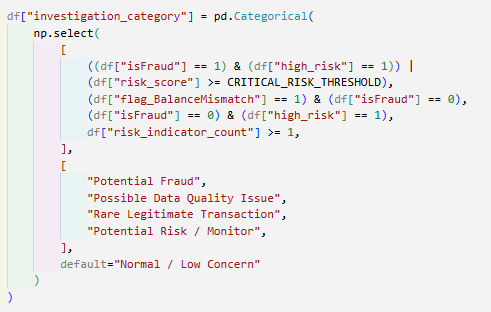 df["investigation_category"] = pd.Categorical(
    np.select(
        [
            ((df["isFraud"] == 1) & (df["high_risk"] == 1)) |
            (df["risk_score"] >= CRITICAL_RISK_THRESHOLD),
            (df["flag_BalanceMismatch"] == 1) & (df["isFraud"] == 0),
            (df["isFraud"] == 0) & (df["high_risk"] == 1),
            df["risk_indicator_count"] >= 1,
        ],
        [
            "Potential Fraud",
            "Possible Data Quality Issue",
            "Rare Legitimate Transaction",
            "Potential Risk / Monitor",
        ],
        default="Normal / Low Concern"
    )
)